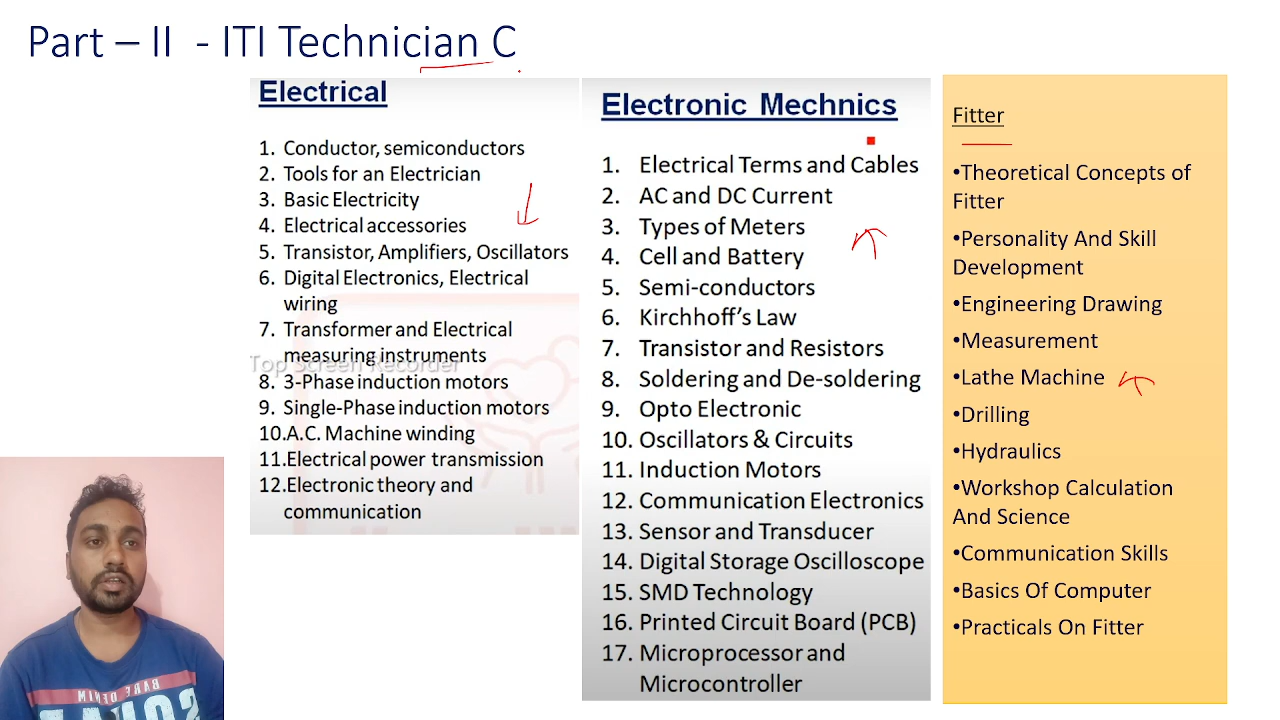 Part – II - ITI Technician C
Electrical
1. Conductor, semiconductors
2. Tools for an Electrician
3. Basic Electricity
4. Electrical accessories
5. Transistor, Amplifiers, Oscillators
6. Digital Electronics, Electrical
wiring
7. Transformer and Electrical
measuring instruments
Top Screen Recorder
8. 3-Phase induction motors
9. Single-Phase induction motors
10.A.C. Machine winding
11.Electrical power transmission
12.Electronic theory and
communication
Electronic Mechnics
1. Electrical Terms and Cables
2. AC and DC Current
3. Types of Meters
4. Cell and Battery
5. Semi-conductors
6. Kirchhoff's Law
7. Transistor and Resistors
8. Soldering and De-soldering
9. Opto Electronic
10. Oscillators & Circuits
11. Induction Motors
12. Communication Electronics
13. Sensor and Transducer
14. Digital Storage Oscilloscope
15. SMD Technology
16. Printed Circuit Board (PCB)
17. Microprocessor and
Microcontroller
Fitter
•Theoretical Concepts of
Fitter
•Personality And Skill
Development
•Engineering Drawing
•Measurement
•Lathe Machine
•Drilling
•Hydraulics
•Workshop Calculation
And Science
•Communication Skills
•Basics Of Computer
•Practicals On Fitter